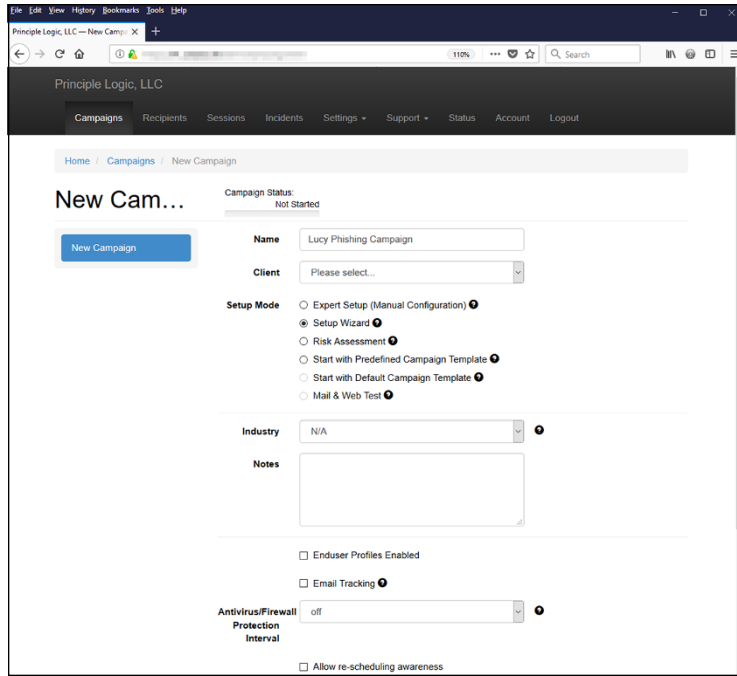 File Edit View History Bookmarks Tools Help
Principle Logic, LLC — New Campa
110% Search
Principle Logic, LLC
Campaigns Recipients Sessions Incidents Settings Support Status Account Logout
Home / Campaigns / New Campaign
New Cam...
Campaign Status:
Not Started
New Campaign
Name Lucy Phishing Campaign
Client Please select...
Setup Mode Expert Setup (Manual Configuration)
Setup Wizard
Risk Assessment
Start with Predefined Campaign Template
Start with Default Campaign Template
Mail & Web Test
Industry N/A
Notes
Enduser Profiles Enabled
Email Tracking
Antivirus/Firewall off
Protection
Interval
Allow re-scheduling awareness